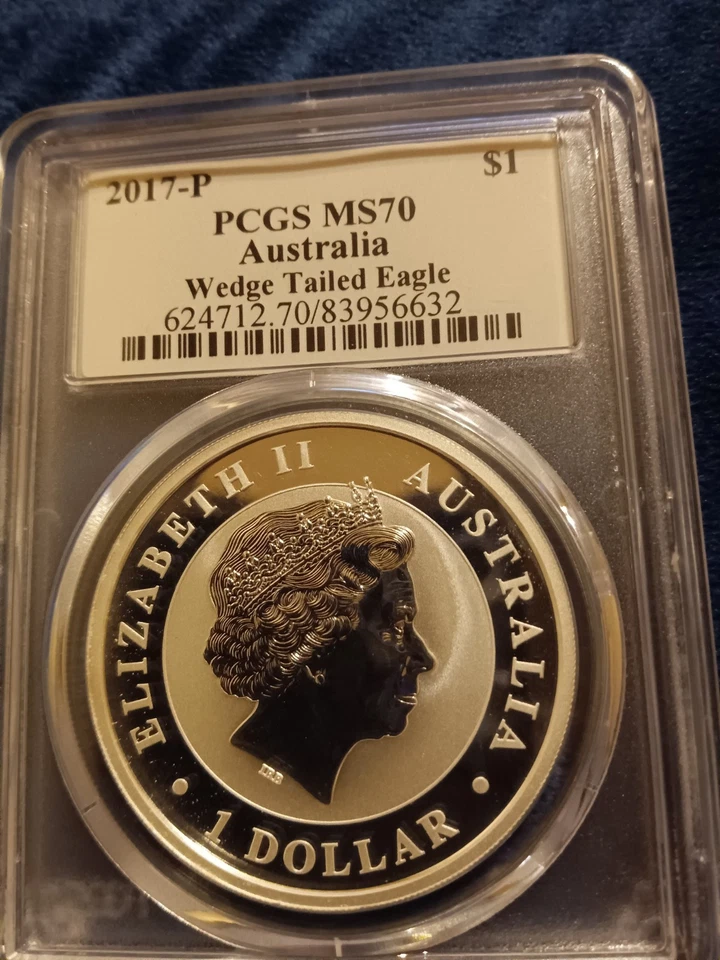 2017-P $1
PCGS MS70
Australia
Wedge Tailed Eagle
624712.70/83956632
ELIZABETH II AUSTRALIA
IRB
• 1 DOLLAR •